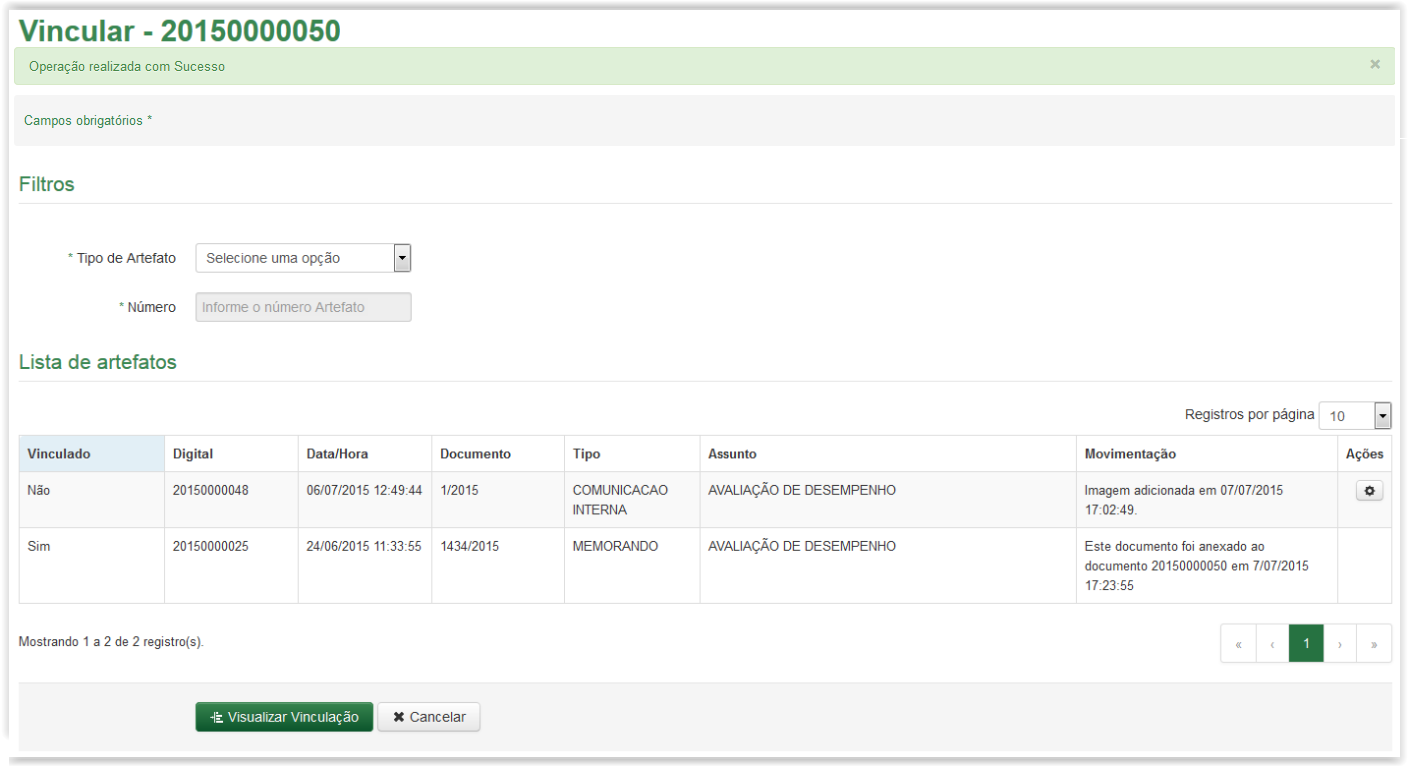 Vincular - 20150000050
Operação realizada com Sucesso ×
Campos obrigatórios *
Filtros
* Tipo de Artefato Selecione uma opção
* Número Informe o número Artefato
Lista de artefatos
Registros por página 10
Vinculado Digital Data/Hora Documento Tipo Assunto Movimentação Ações
Não 20150000048 06/07/2015 12:49:44 1/2015 COMUNICACAO AVALIAÇÃO DE DESEMPENHO Imagem adicionada em 07/07/2015
INTERNA 17:02:49.
Sim 20150000025 24/06/2015 11:33:55 1434/2015 MEMORANDO AVALIAÇÃO DE DESEMPENHO Este documento foi anexado ao
documento 20150000050 em 7/07/2015
17:23:55
Mostrando 1 a 2 de 2 registro(s).
« ‹ 1 › »
Visualizar Vinculação Cancelar